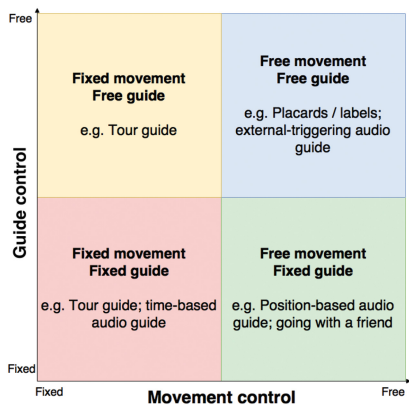 Free
Guide control
Fixed movement
Free guide
e.g. Tour guide
Free movement
Free guide
e.g. Placards / labels;
external-triggering audio
guide
Fixed movement
Fixed guide
e.g. Tour guide; time-based
audio guide
Free movement
Fixed guide
e.g. Position-based audio
guide; going with a friend
Fixed
Fixed
Movement control
Free